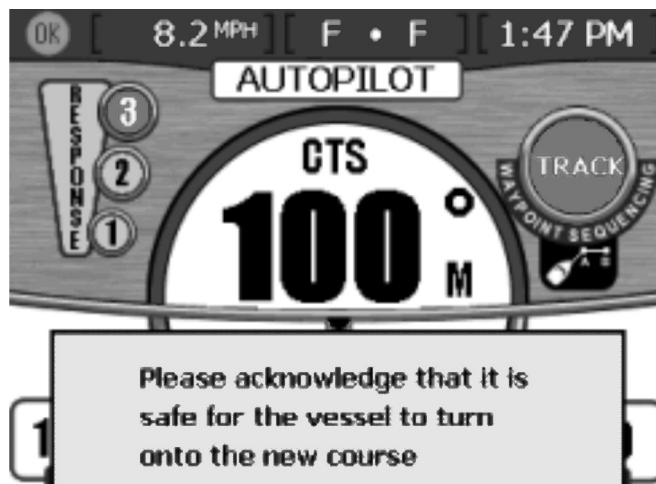 OK 8.2 MPH F • F 1:47 PM
AUTOPILOT
RESPONSE
3
2
1
CTS
100°
M
TRACK
WAYPOINT SEQUENCING
A B
Please acknowledge that it is
safe for the vessel to turn
onto the new course